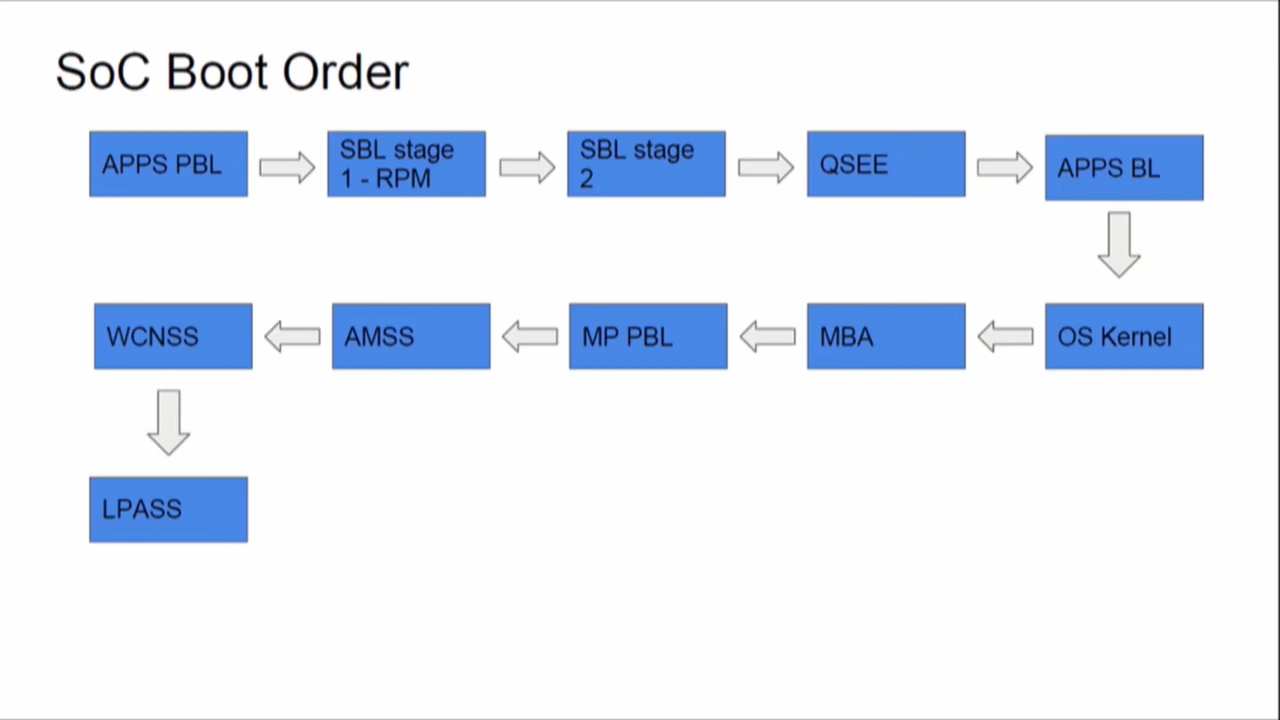 SoC Boot Order
APPS PBL
SBL stage
1 - RPM
SBL stage
2
QSEE
APPS BL
OS Kernel
MBA
MP PBL
AMSS
WCNSS
LPASS